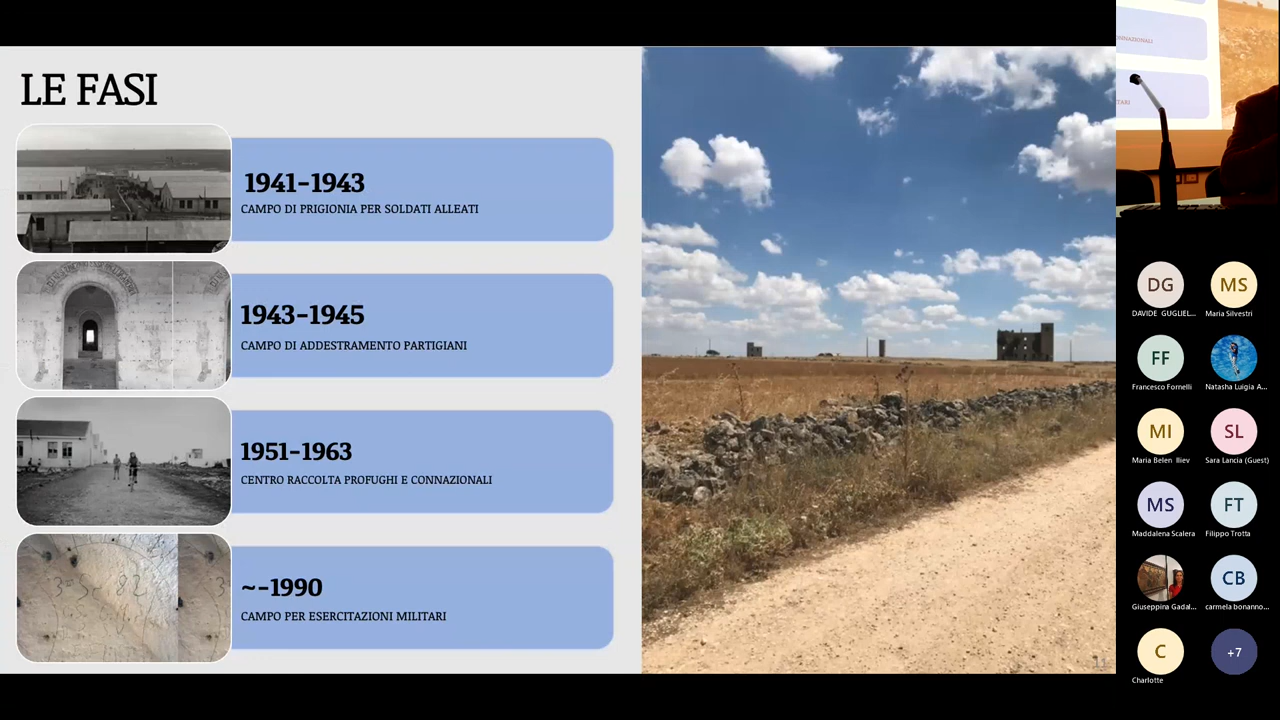 LE FASI
1941-1943
CAMPO DI PRIGIONIA PER SOLDATI ALLEATI
1943-1945
CAMPO DI ADDESTRAMENTO PARTIGIANI
1951-1963
CENTRO RACCOLTA PROFUGHI E CONNAZIONALI
~-1990
CAMPO PER ESERCITAZIONI MILITARI
11
CONNAZIONALI
TARI
DG
MS
DAVIDE GUGLIEL...
Maria Silvestri
FF
Francesco Fornelli
Natasha Luigia A...
MI
SL
Maria Belen Iliev
Sara Lancia (Guest)
MS
FT
Maddalena Scalera
Filippo Trotta
CB
Giuseppina Gadal...
carmela bonanno...
C
+7
Charlotte